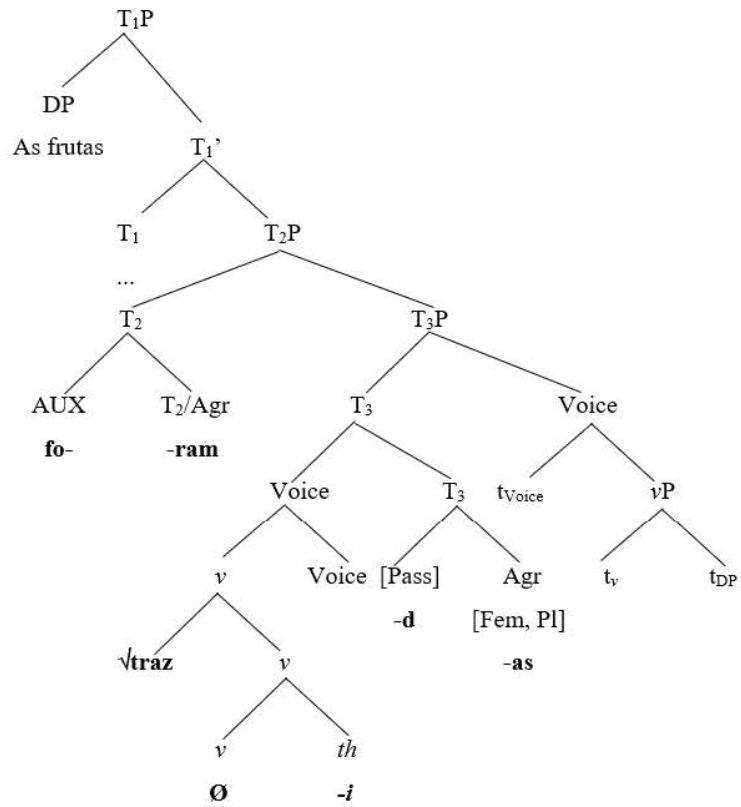 T₁P
DP
As frutas T₁’
T₁ T₂P
...
T₂ T₃P
AUX T₂/Agr T₃ Voice
fo- -ram
Voice T₃ tVoice vP
v Voice [Pass] Agr tv tDP
-d [Fem, Pl]
√traz v -as
v th
Ø -i